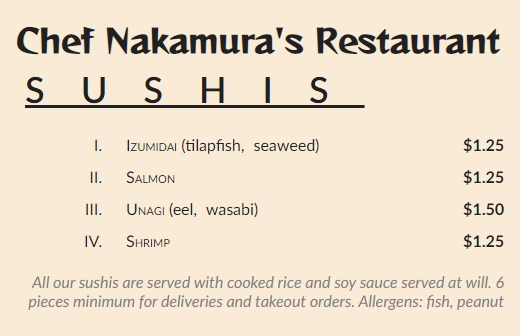 Chef Nakamura's Restaurant
SUSHIS
I. Izumidai (tilapfish, seaweed) $1.25
II. Salmon $1.25
III. Unagi (eel, wasabi) $1.50
IV. Shrimp $1.25
All our sushis are served with cooked rice and soy sauce served at will. 6
pieces minimum for deliveries and takeout orders. Allergens: fish, peanut